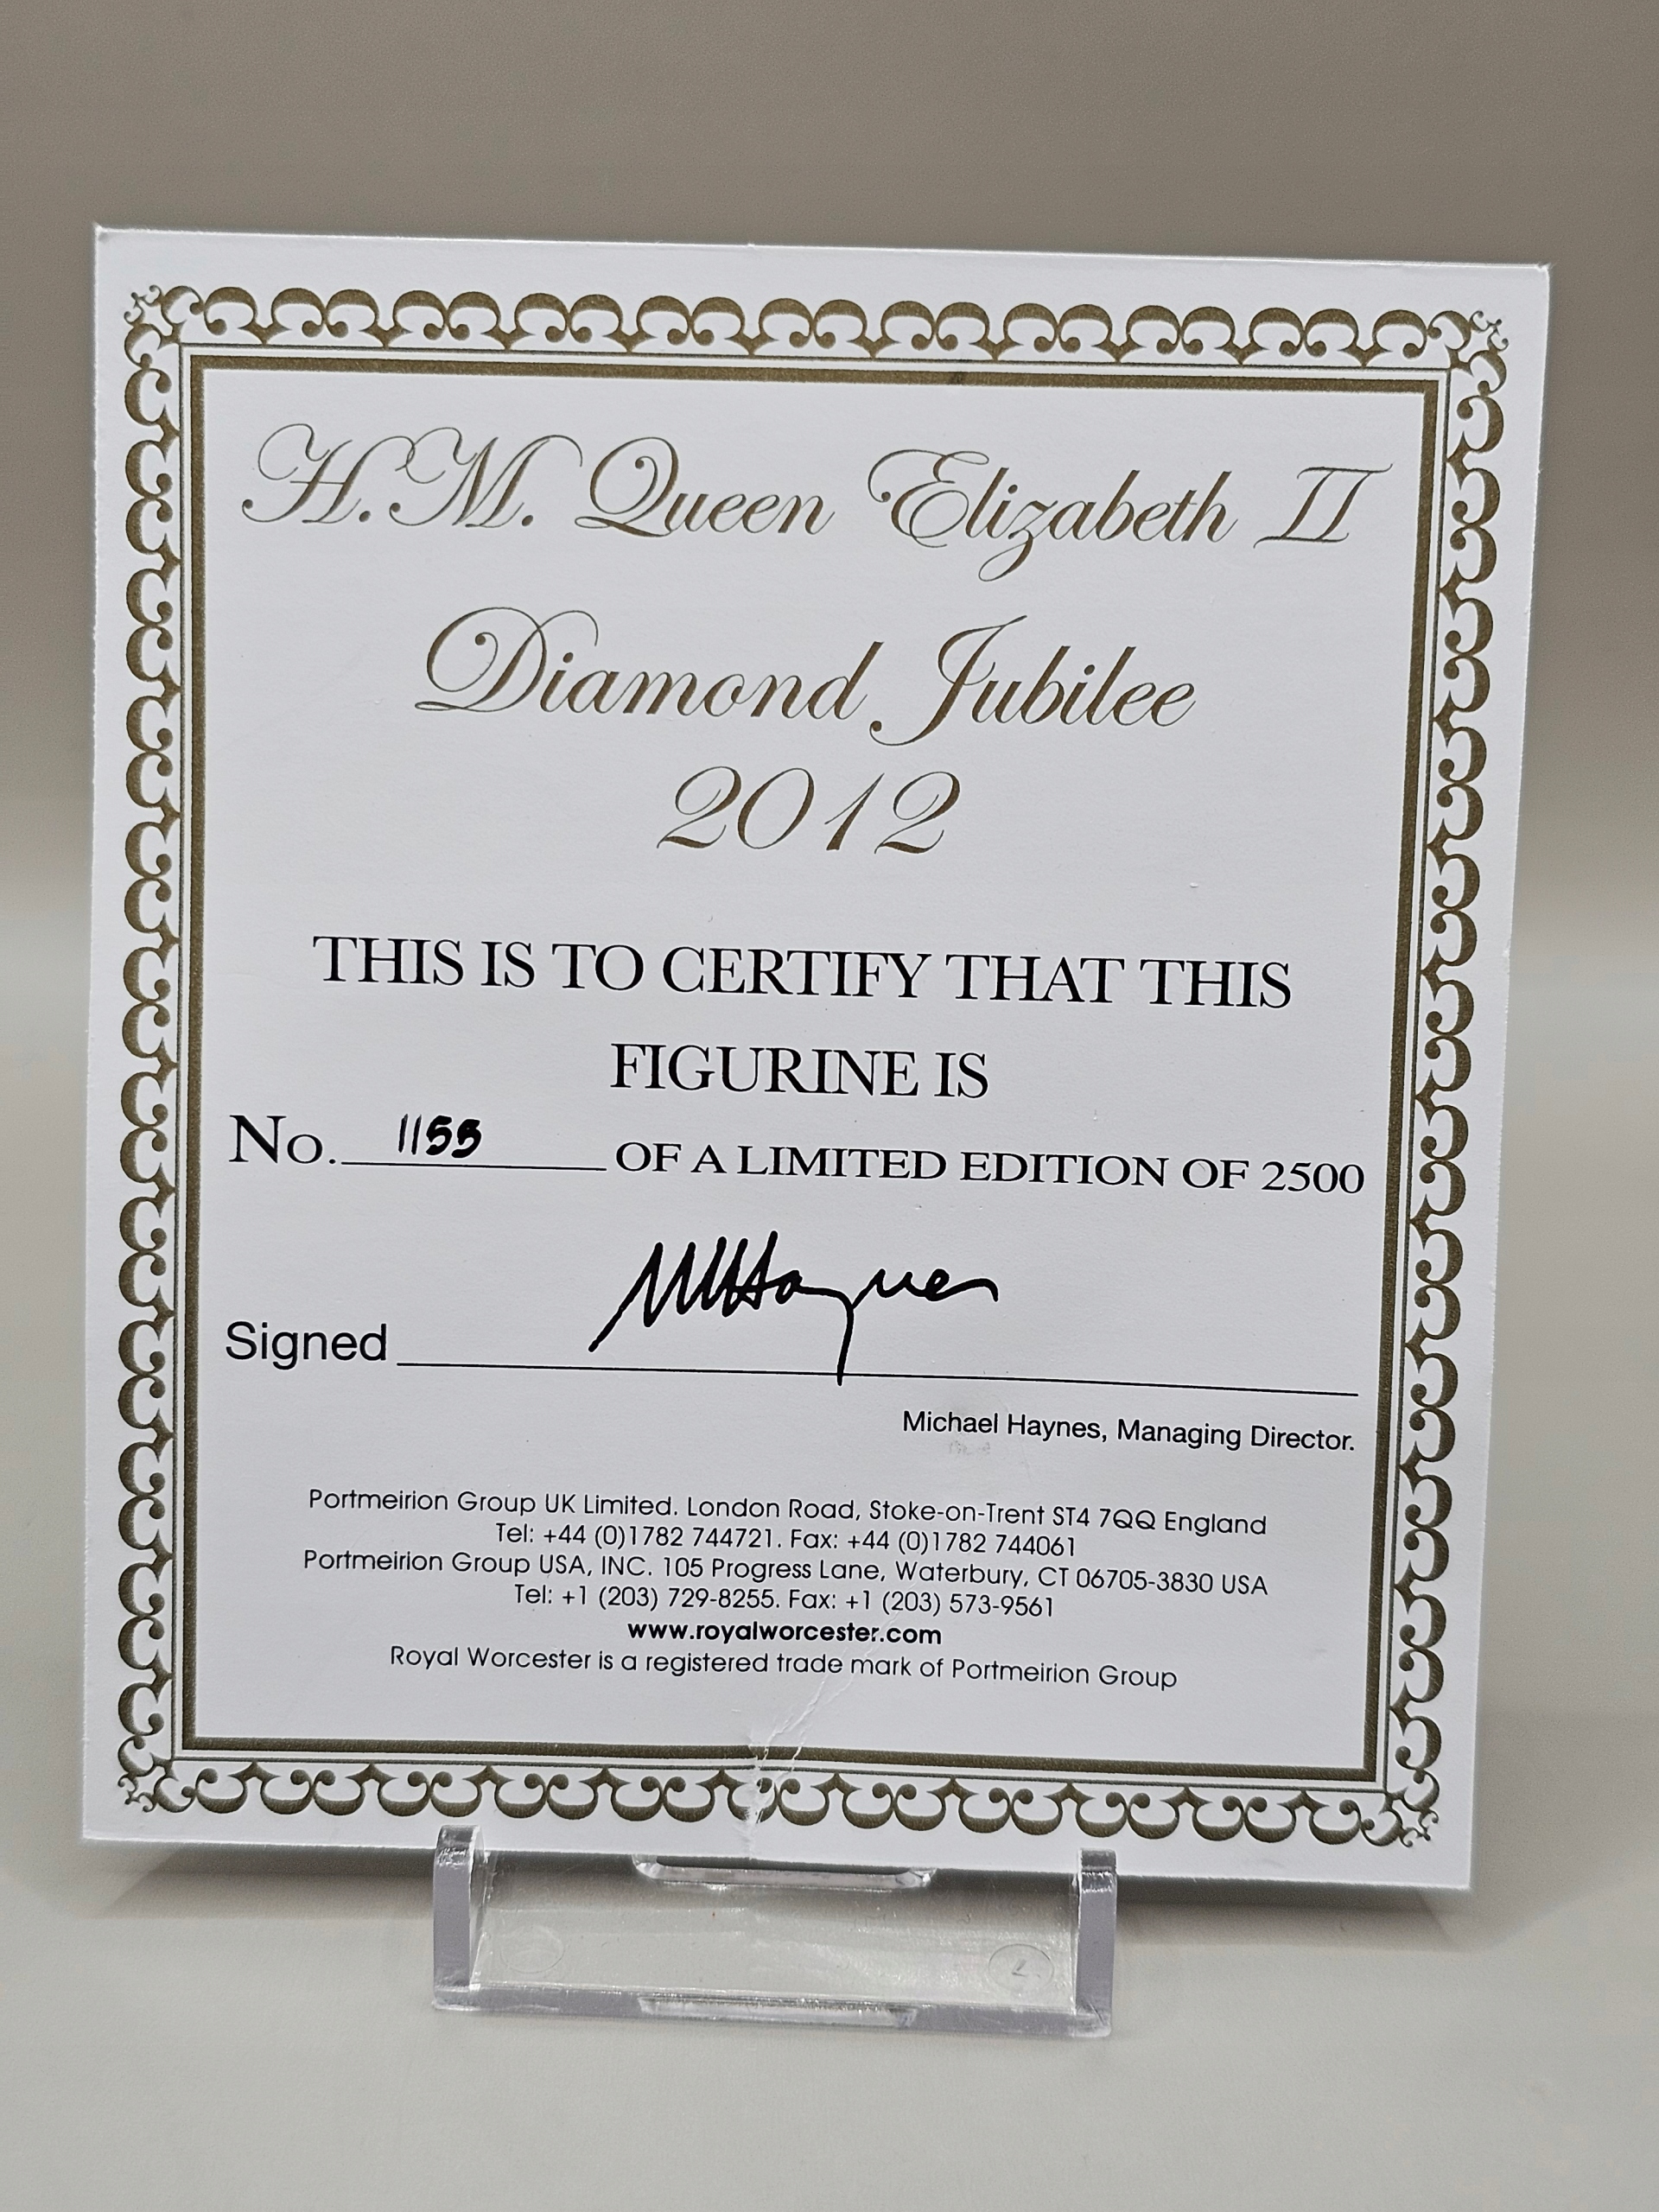 H.M. Queen Elizabeth II
Diamond Jubilee
2012
THIS IS TO CERTIFY THAT THIS
FIGURINE IS
No. 1155 OF A LIMITED EDITION OF 2500
Signed MHaynes
Michael Haynes, Managing Director.
Portmeirion Group UK Limited. London Road, Stoke-on-Trent ST4 7QQ England
Tel: +44 (0)1782 744721. Fax: +44 (0)1782 744061
Portmeirion Group USA, INC. 105 Progress Lane, Waterbury, CT 06705-3830 USA
Tel: +1 (203) 729-8255. Fax: +1 (203) 573-9561
www.royalworcester.com
Royal Worcester is a registered trade mark of Portmeirion Group